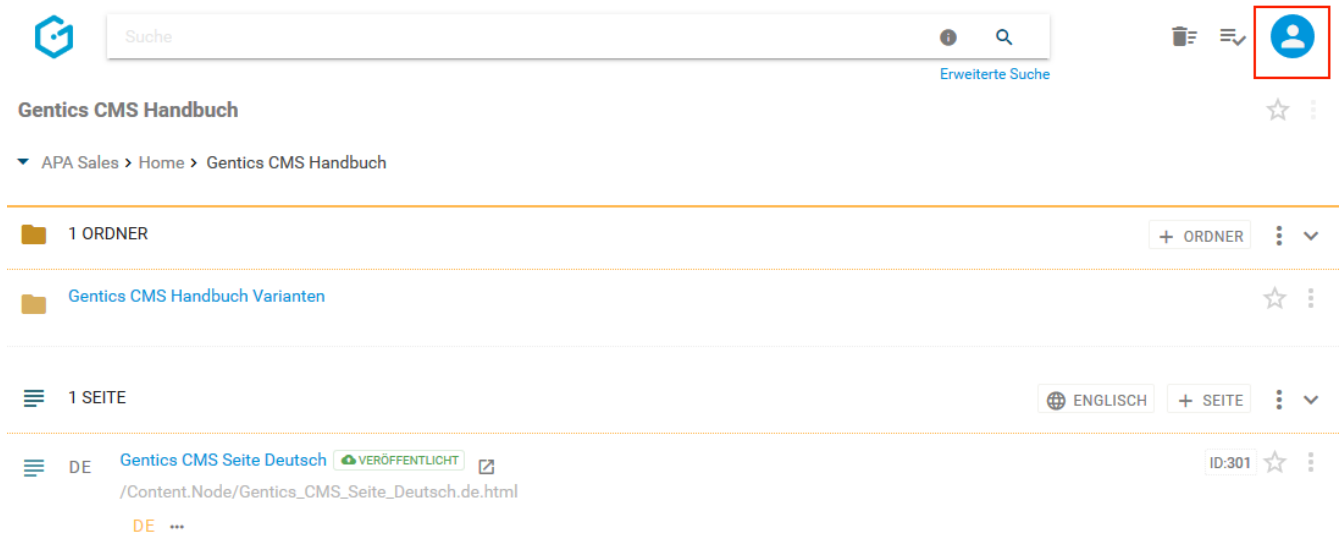 Suche
Erweiterte Suche
Gentics CMS Handbuch
APA Sales > Home > Gentics CMS Handbuch
1 ORDNER
+ ORDNER
Gentics CMS Handbuch Varianten
1 SEITE
ENGLISCH
+ SEITE
DE Gentics CMS Seite Deutsch VERÖFFENTLICHT
ID:301
/Content.Node/Gentics_CMS_Seite_Deutsch.de.html
DE ...